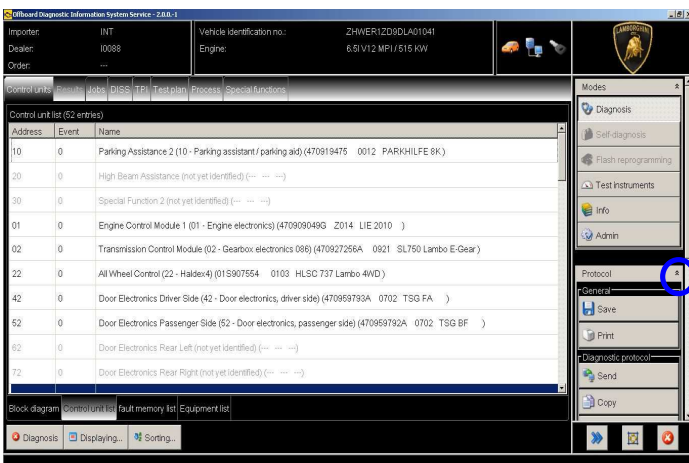 Offboard Diagnostic Information System Service - 2.0.0.-1
Importer: INT Vehicle identification no.: ZHWER1ZD9DLA01041
Dealer: I0088 Engine: 6.5l V12 MPI / 515 KW
Order: ---
LAMBORGHINI
Control units Results Jobs DISS TPI Test plan Process Special functions
Control unit list (52 entries)
Address Event Name
10 0 Parking Assistance 2 (10 - Parking assistant / parking aid) (470919475 0012 PARKHILFE 8K )
20 0 High Beam Assistance (not yet identified) (--- --- ---)
30 0 Special Function 2 (not yet identified) (--- --- ---)
01 0 Engine Control Module 1 (01 - Engine electronics) (470909049G Z014 LIE 2010 )
02 0 Transmission Control Module (02 - Gearbox electronics 086) (470927256A 0921 SL750 Lambo E-Gear )
22 0 All Wheel Control (22 - Haldex4) (01S907554 0103 HLSC 737 Lambo 4WD )
42 0 Door Electronics Driver Side (42 - Door electronics, driver side) (470959793A 0702 TSG FA )
52 0 Door Electronics Passenger Side (52 - Door electronics, passenger side) (470959792A 0702 TSG BF )
62 0 Door Electronics Rear Left (not yet identified) (--- --- ---)
72 0 Door Electronics Rear Right (not yet identified) (--- --- ---)
Block diagram Control unit list fault memory list Equipment list
Diagnosis Displaying... Sorting...
Modes
Diagnosis
Self-diagnosis
Flash reprogramming
Test instruments
Info
Admin
Protocol
General
Save
Print
Diagnostic protocol
Send
Copy